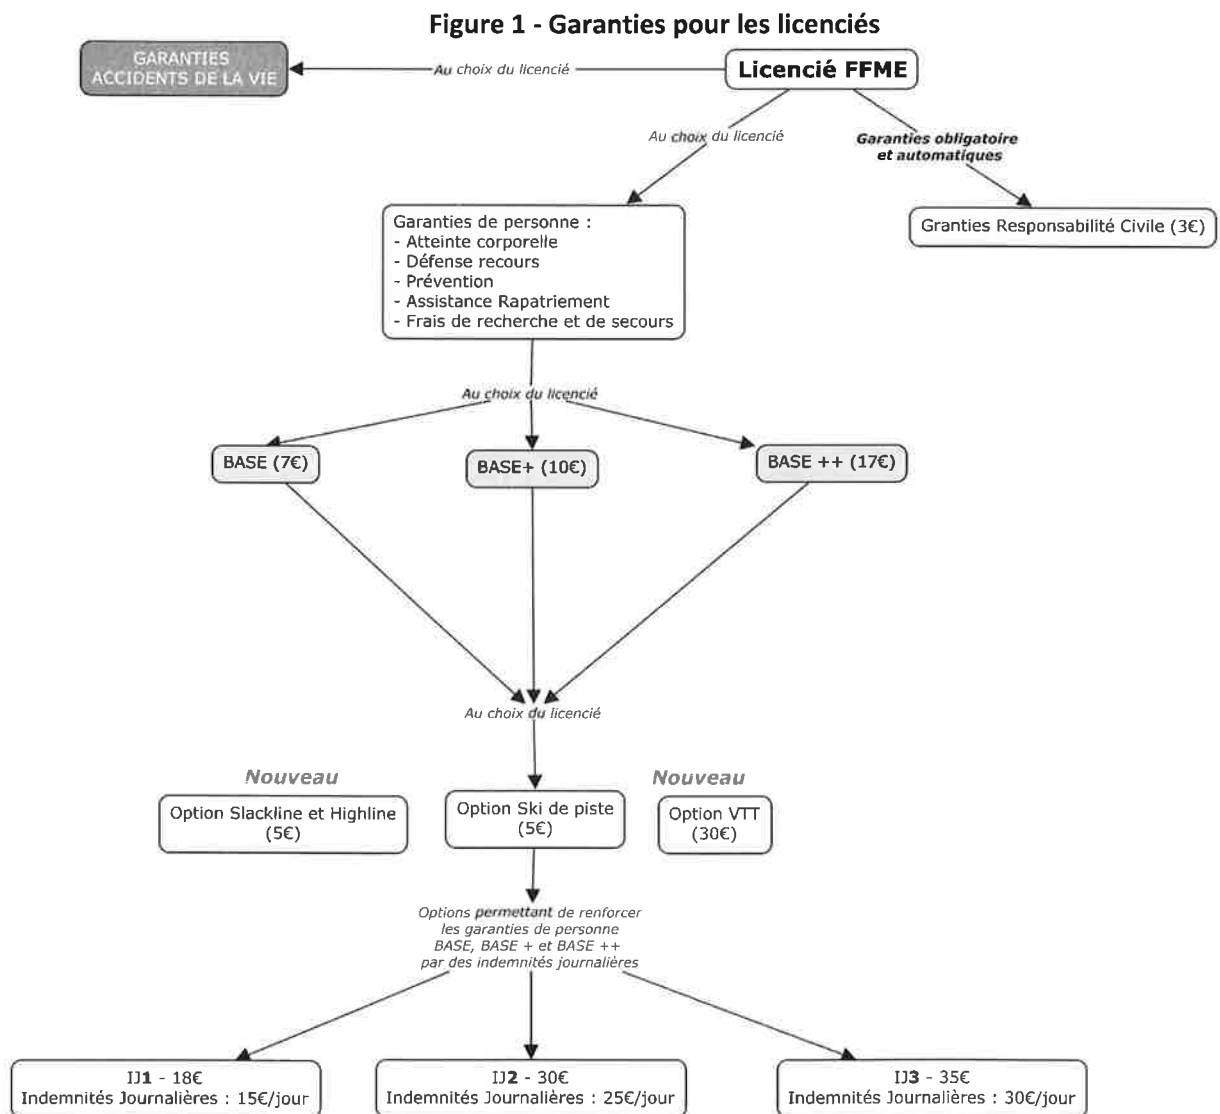 Figure 1 - Garanties pour les licenciés
GARANTIES
ACCIDENTS DE LA VIE
Au choix du licencié
Licencié FFME
Au choix du licencié
Garanties obligatoire
et automatiques
Garanties de personne :
- Atteinte corporelle
- Défense recours
- Prévention
- Assistance Rapatriement
- Frais de recherche et de secours
Granties Responsabilité Civile (3€)
Au choix du licencié
BASE (7€)
BASE+ (10€)
BASE ++ (17€)
Au choix du licencié
Nouveau
Nouveau
Option Slackline et Highline
(5€)
Option Ski de piste
(5€)
Option VTT
(30€)
Options permettant de renforcer
les garanties de personne
BASE, BASE + et BASE ++
par des indemnités journalières
IJ1 - 18€
Indemnités Journalières : 15€/jour
IJ2 - 30€
Indemnités Journalières : 25€/jour
IJ3 - 35€
Indemnités Journalières : 30€/jour